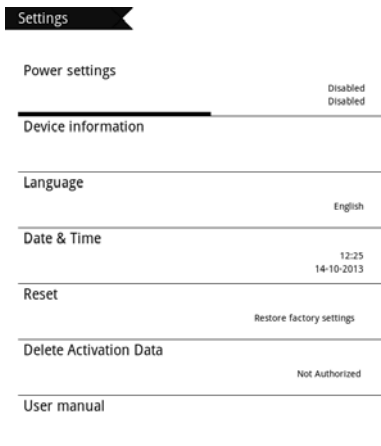 Settings
Power settings
Disabled
Disabled
Device information
Language
English
Date & Time
12:25
14-10-2013
Reset
Restore factory settings
Delete Activation Data
Not Authorized
User manual